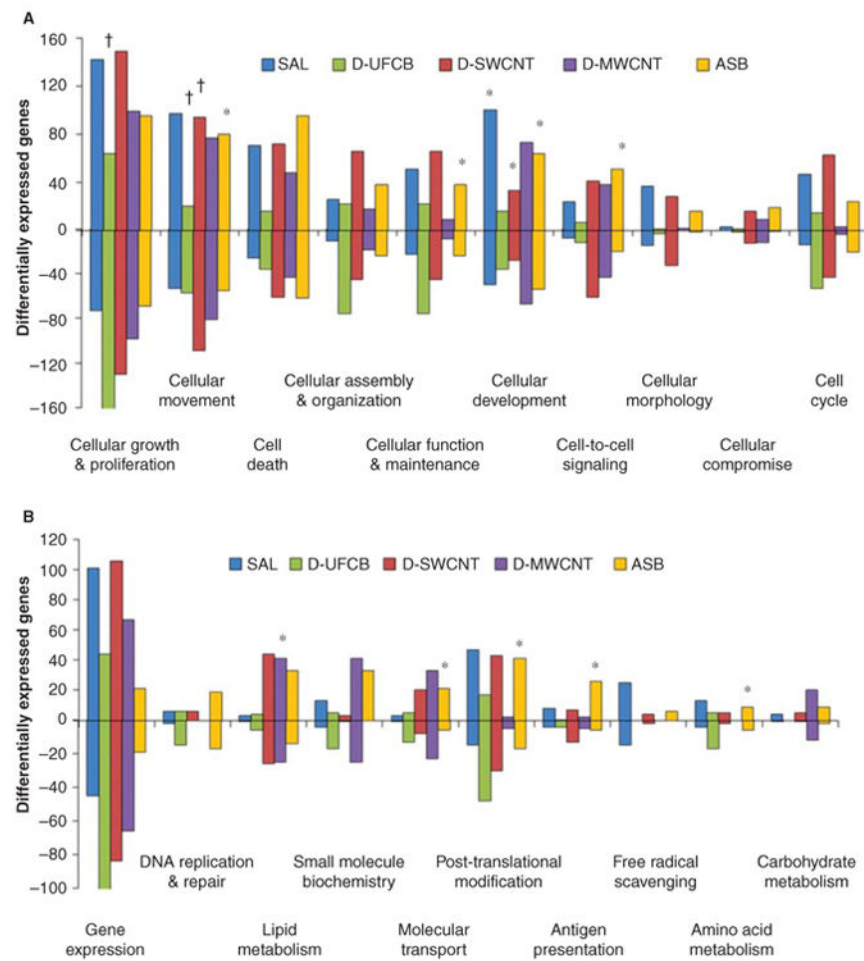 A
160
120
80
40
0
−40
−80
−120
−160
Differentially expressed genes
SAL D-UFCB D-SWCNT D-MWCNT ASB
†
†
†
*
*
*
*
*
*
Cellular movement
Cellular assembly & organization
Cellular development
Cellular morphology
Cell cycle
Cellular growth & proliferation
Cell death
Cellular function & maintenance
Cell-to-cell signaling
Cellular compromise
B
120
100
80
60
40
20
0
−20
−40
−60
−80
−100
Differentially expressed genes
SAL D-UFCB D-SWCNT D-MWCNT ASB
*
*
*
*
*
DNA replication & repair
Small molecule biochemistry
Post-translational modification
Free radical scavenging
Carbohydrate metabolism
Gene expression
Lipid metabolism
Molecular transport
Antigen presentation
Amino acid metabolism